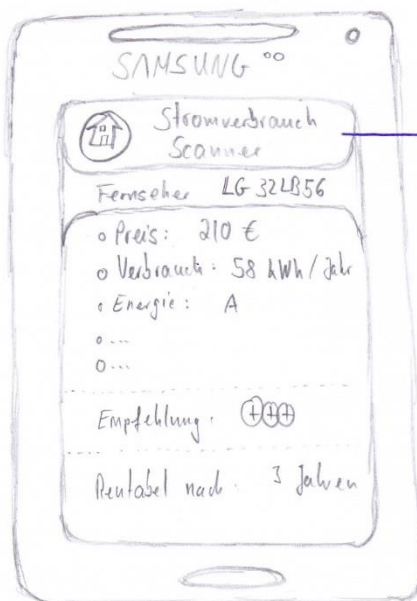 SAMSUNG
Stromverbrauch
Scanner
Fernseher LG 32LB56
o Preis: 210 €
o Verbrauch: 58 kWh / Jahr
o Energie: A
o ...
o ...
Empfehlung: +++
Rentabel nach: 3 Jahren